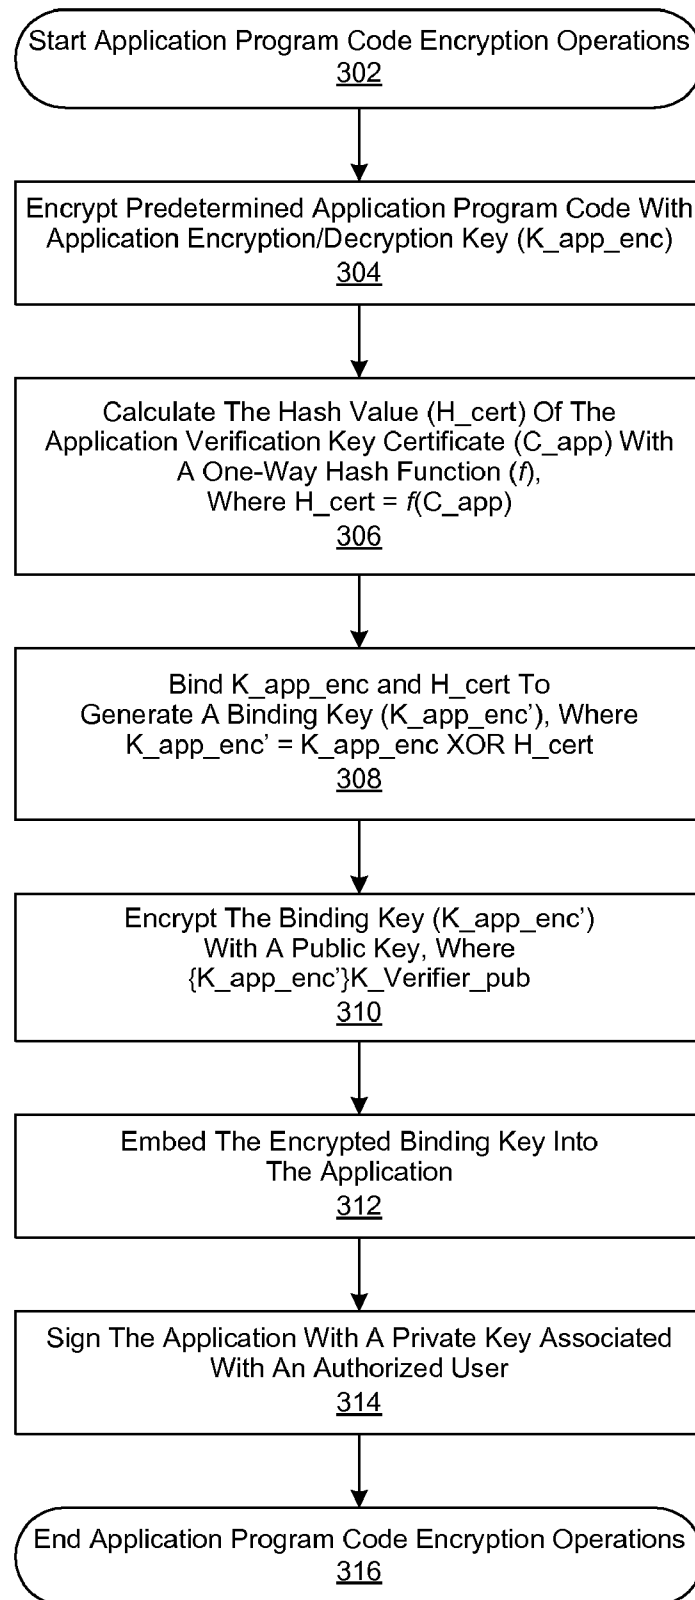 Start Application Program Code Encryption Operations
302
Encrypt Predetermined Application Program Code With
Application Encryption/Decryption Key (K_app_enc)
304
Calculate The Hash Value (H_cert) Of The
Application Verification Key Certificate (C_app) With
A One-Way Hash Function (f),
Where H_cert = f(C_app)
306
Bind K_app_enc and H_cert To
Generate A Binding Key (K_app_enc’), Where
K_app_enc’ = K_app_enc XOR H_cert
308
Encrypt The Binding Key (K_app_enc’)
With A Public Key, Where
{K_app_enc’}K_Verifier_pub
310
Embed The Encrypted Binding Key Into
The Application
312
Sign The Application With A Private Key Associated
With An Authorized User
314
End Application Program Code Encryption Operations
316